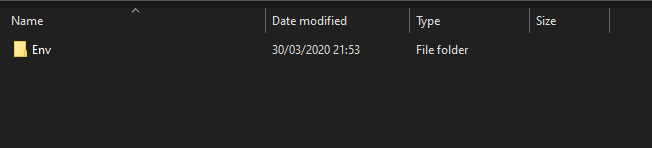 Name Date modified Type Size
Env 30/03/2020 21:53 File folder